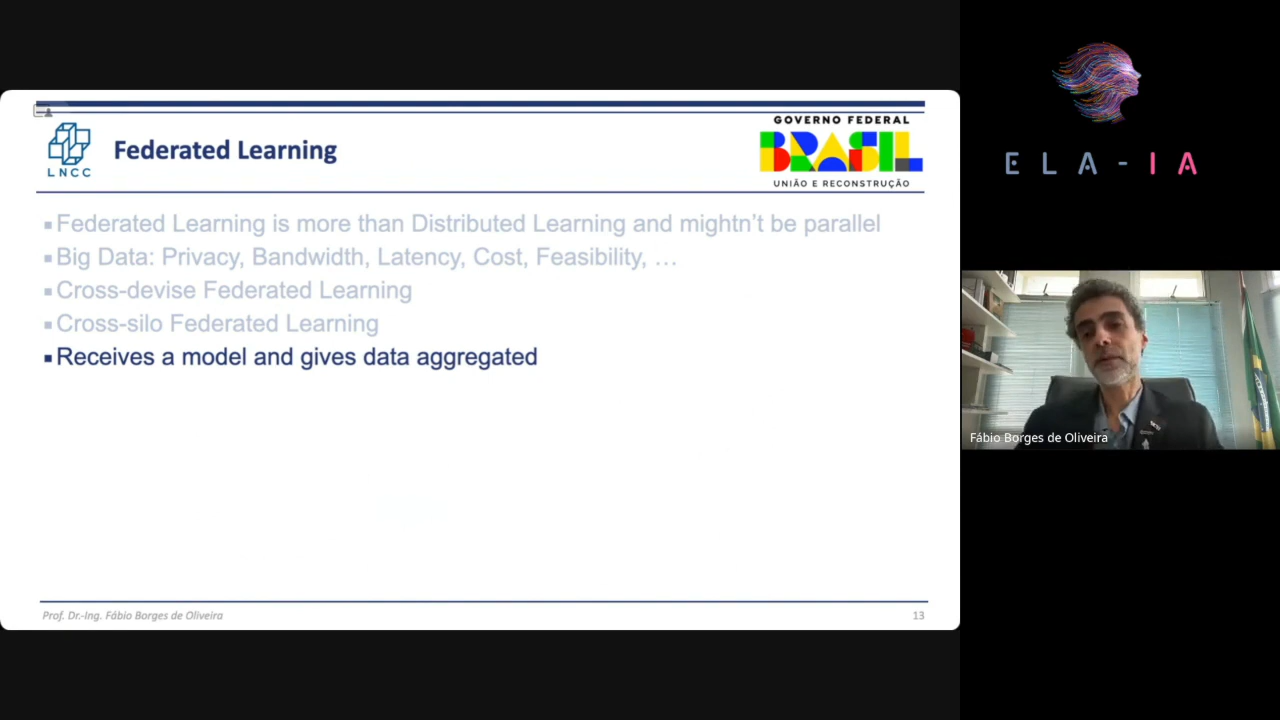 LNCC
Federated Learning
GOVERNO FEDERAL
BRASIL
UNIÃO E RECONSTRUÇÃO
▪Federated Learning is more than Distributed Learning and mightn't be parallel
▪Big Data: Privacy, Bandwidth, Latency, Cost, Feasibility, …
▪Cross-devise Federated Learning
▪Cross-silo Federated Learning
▪Receives a model and gives data aggregated
Prof. Dr.-Ing. Fábio Borges de Oliveira
13
ELA-IA
Fábio Borges de Oliveira